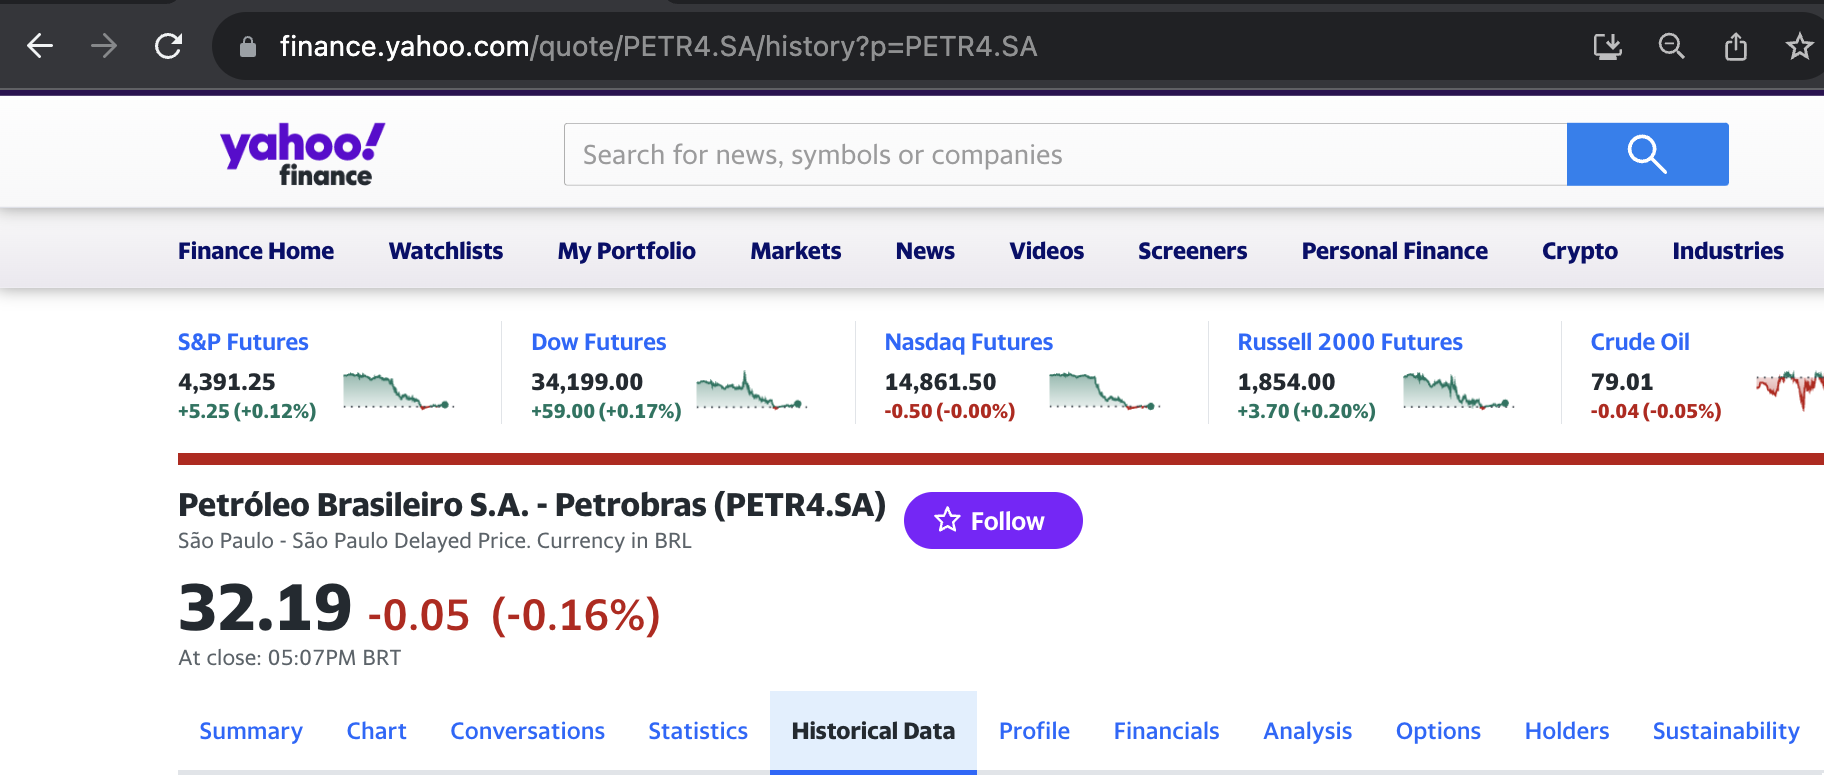 finance.yahoo.com/quote/PETR4.SA/history?p=PETR4.SA
yahoo!
finance
Search for news, symbols or companies
Finance Home Watchlists My Portfolio Markets News Videos Screeners Personal Finance Crypto Industries
S&P Futures Dow Futures Nasdaq Futures Russell 2000 Futures Crude Oil
4,391.25 34,199.00 14,861.50 1,854.00 79.01
+5.25 (+0.12%) +59.00 (+0.17%) -0.50 (-0.00%) +3.70 (+0.20%) -0.04 (-0.05%)
Petróleo Brasileiro S.A. - Petrobras (PETR4.SA) Follow
São Paulo - São Paulo Delayed Price. Currency in BRL
32.19 -0.05 (-0.16%)
At close: 05:07PM BRT
Summary Chart Conversations Statistics Historical Data Profile Financials Analysis Options Holders Sustainability